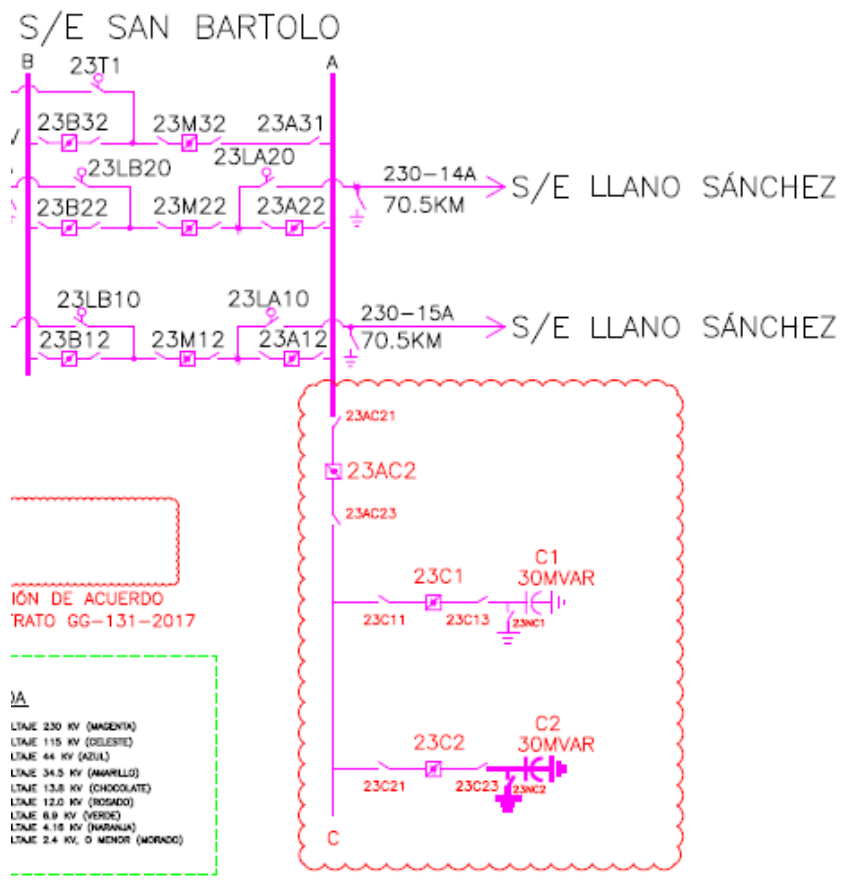 S/E SAN BARTOLO
B
A
23T1
23B32
23M32
23A31
23LB20
23LA20
230-14A
70.5KM
S/E LLANO SÁNCHEZ
23B22
23M22
23A22
23LB10
23LA10
230-15A
70.5KM
S/E LLANO SÁNCHEZ
23B12
23M12
23A12
23AC21
23AC2
23AC23
C1
30MVAR
23C1
23C11
23C13
23NC1
IÓN DE ACUERDO
TRATO GG-131-2017
DA
LTAJE 230 KV (MAGENTA)
LTAJE 115 KV (CELESTE)
LTAJE 44 KV (AZUL)
LTAJE 34.5 KV (AMARILLO)
LTAJE 13.8 KV (CHOCOLATE)
LTAJE 12.0 KV (ROSADO)
LTAJE 6.9 KV (VERDE)
LTAJE 4.16 KV (NARANJA)
LTAJE 2.4 KV, O MENOR (MORADO)
C2
30MVAR
23C2
23C21
23C23
23NC2
C